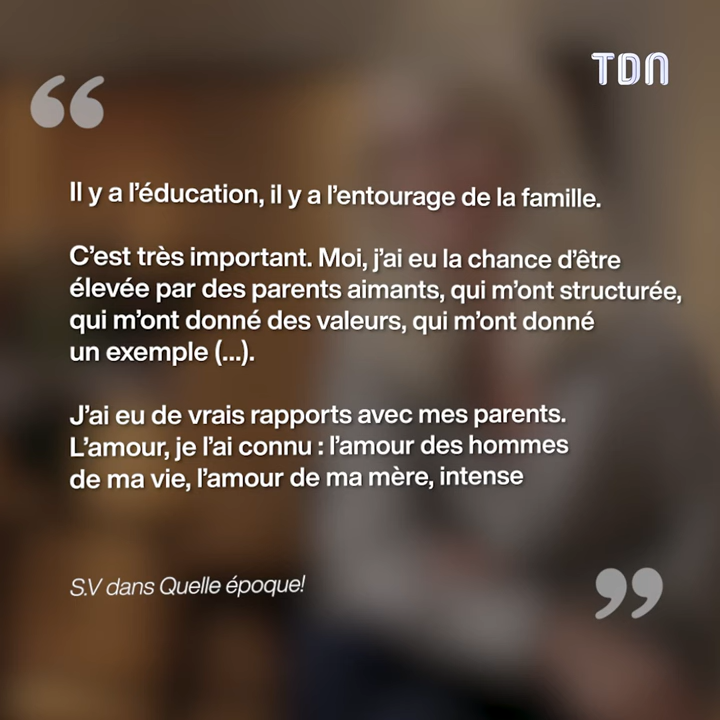 TDN
“
Il y a l’éducation, il y a l’entourage de la famille.
C’est très important. Moi, j’ai eu la chance d’être
élevée par des parents aimants, qui m’ont structurée,
qui m’ont donné des valeurs, qui m’ont donné
un exemple (...).
J’ai eu de vrais rapports avec mes parents.
L’amour, je l’ai connu : l’amour des hommes
de ma vie, l’amour de ma mère, intense
S.V dans Quelle époque!
”